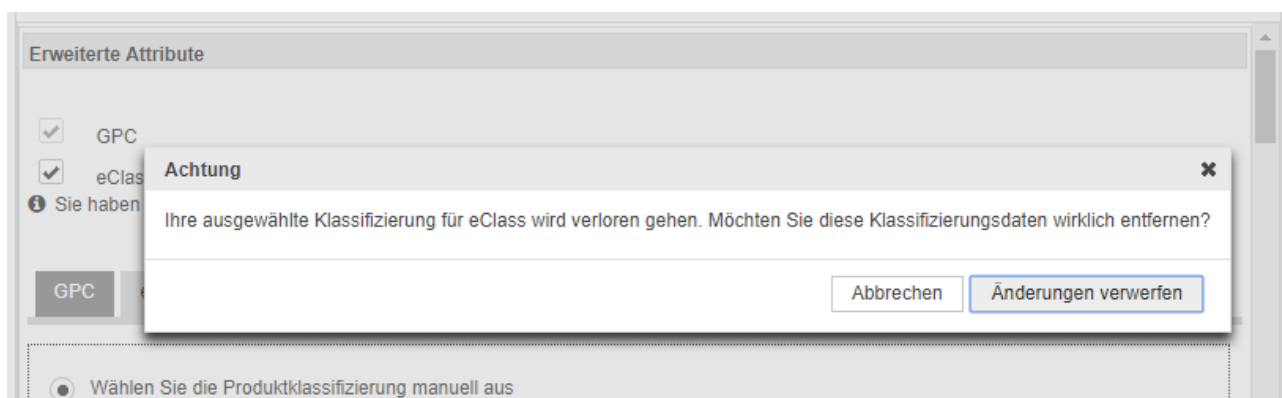 Erweiterte Attribute
GPC
eClas
Achtung
Sie haben
Ihre ausgewählte Klassifizierung für eClass wird verloren gehen. Möchten Sie diese Klassifizierungsdaten wirklich entfernen?
GPC
Abbrechen
Änderungen verwerfen
Wählen Sie die Produktklassifizierung manuell aus